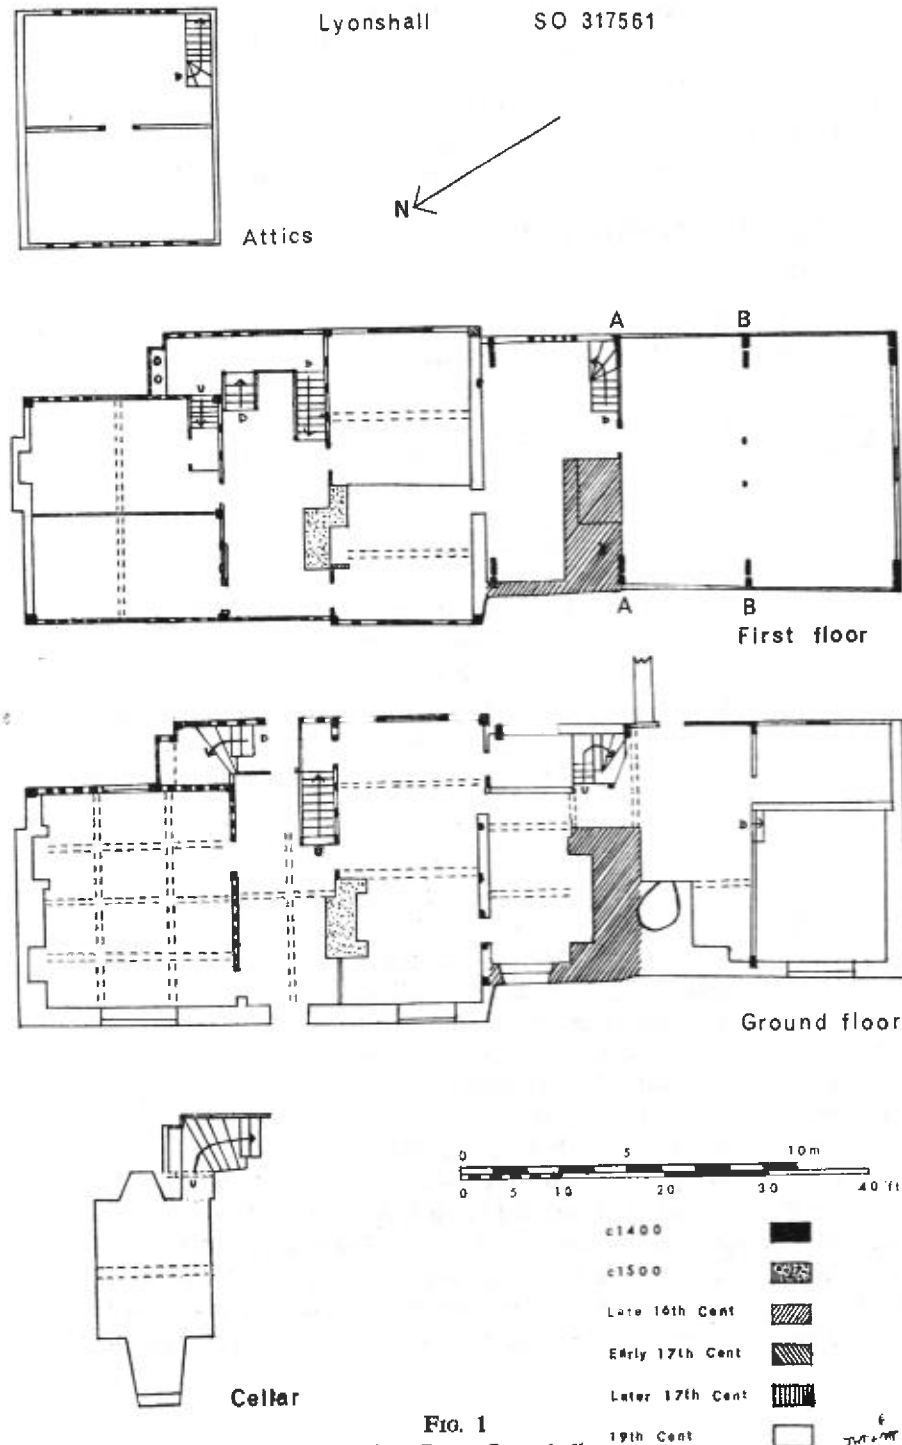 Lyonshall SO 317561
N
Attics
U
D
D
D
D
A B
A B
First floor
D
U
U
D
Ground floor
U
Cellar
0 5 10m
0 5 10 20 30 40 ft
c1400
c1500
Late 16th Cent
Early 17th Cent
Later 17th Cent
19th Cent
FIG. 1